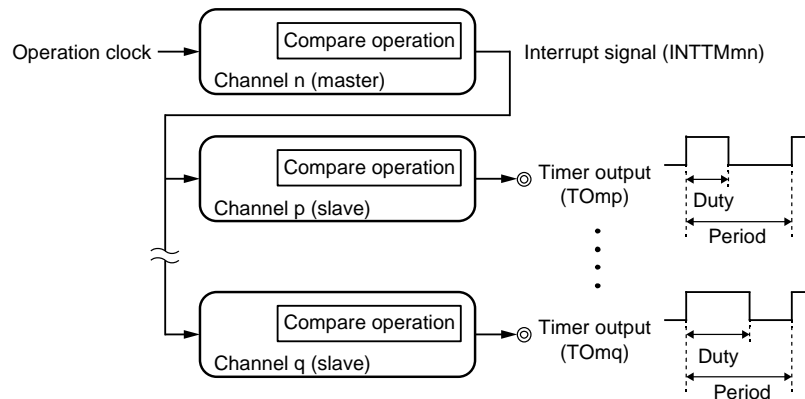 Compare operation
Operation clock
Interrupt signal (INTTMmn)
Channel n (master)
Compare operation
Timer output
(TOmp)
Channel p (slave)
Duty
Period
Compare operation
Timer output
(TOmq)
Channel q (slave)
Duty
Period